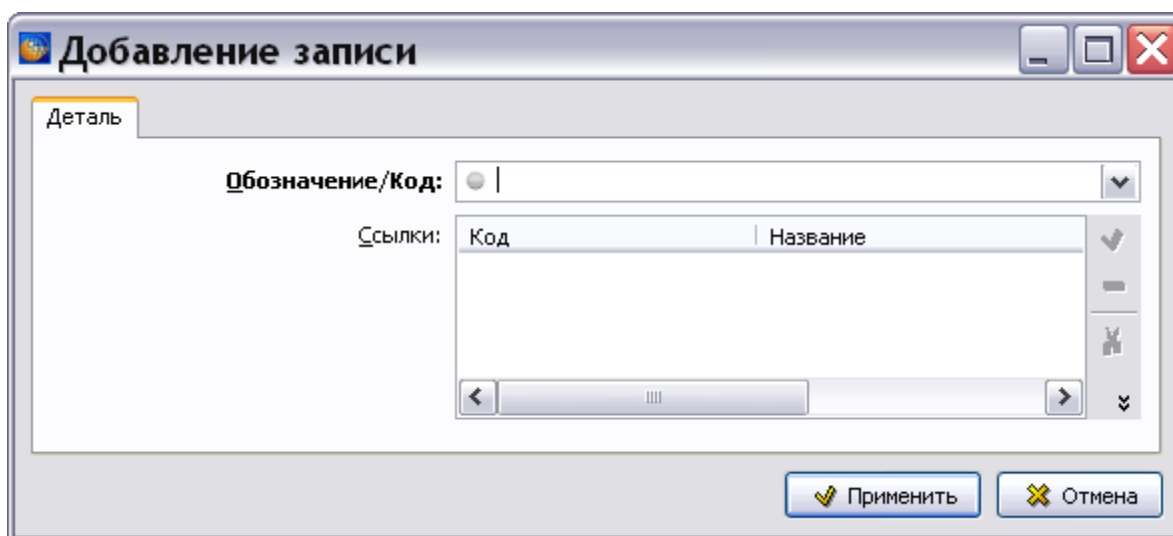 Добавление записи
Деталь
Обозначение/Код:
Ссылки: Код Название
Применить Отмена